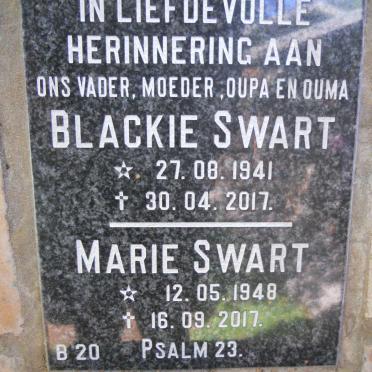 IN LIEFDEVOLLE
HERINNERING AAN
ONS VADER, MOEDER, OUPA EN OUMA
BLACKIE SWART
☆ 27. 08. 1941
✝ 30. 04. 2017.
MARIE SWART
☆ 12. 05. 1948
✝ 16. 09. 2017.
B 20 PSALM 23.